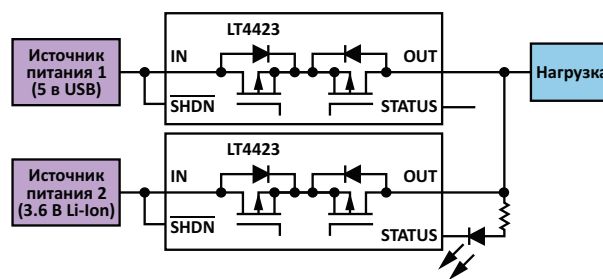 LT4423
Источник
питания 1
(5 в USB)
IN
OUT
SHDN
STATUS
Нагрузка
LT4423
Источник
питания 2
(3.6 В Li-Ion)
IN
OUT
SHDN
STATUS